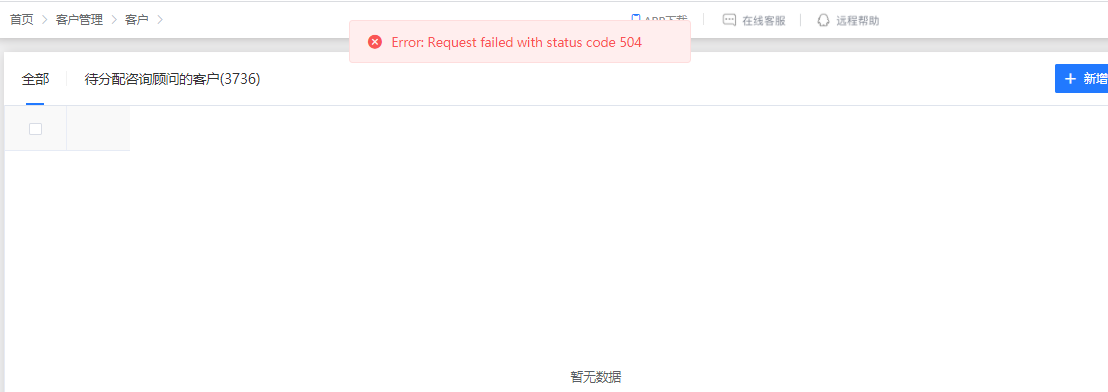 首页 客户管理 客户 APP下载 在线客服 远程帮助
Error: Request failed with status code 504
全部 待分配咨询顾问的客户(3736) 新增
暂无数据